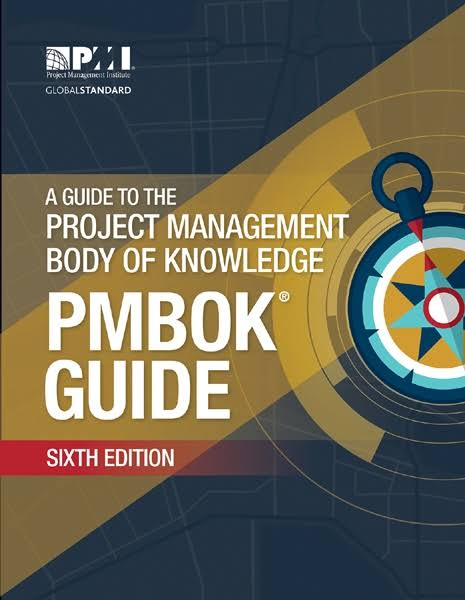 PMI®
Project Management Institute
GLOBALSTANDARD
A GUIDE TO THE
PROJECT MANAGEMENT
BODY OF KNOWLEDGE
PMBOK®
GUIDE
SIXTH EDITION